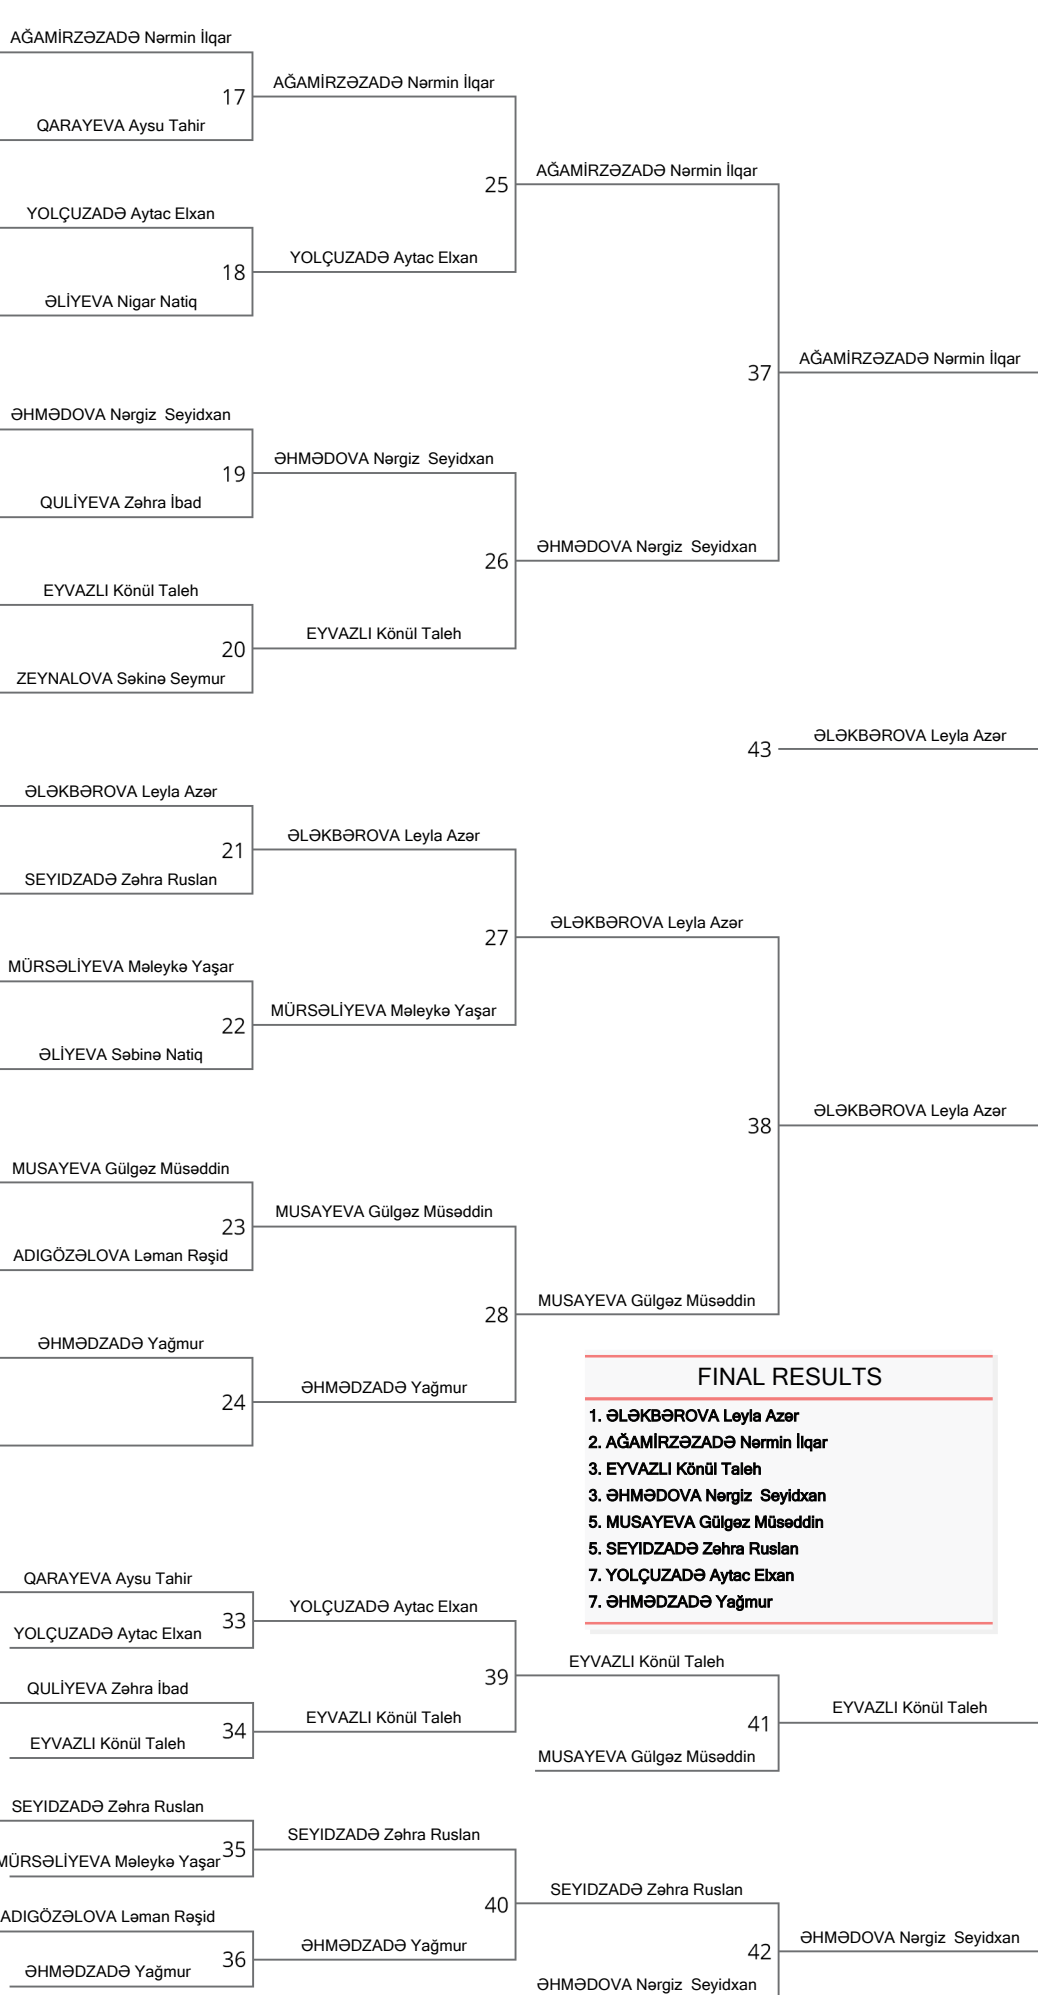 AĞAMİRZƏZADƏ Nərmin İlqar
17
AĞAMİRZƏZADƏ Nərmin İlqar
QARAYEVA Aysu Tahir
25
AĞAMİRZƏZADƏ Nərmin İlqar
YOLÇUZADƏ Aytac Elxan
18
YOLÇUZADƏ Aytac Elxan
ƏLİYEVA Nigar Natiq
37
AĞAMİRZƏZADƏ Nərmin İlqar
ƏHMƏDOVA Nərgiz  Seyidxan
19
ƏHMƏDOVA Nərgiz  Seyidxan
QULİYEVA Zəhra İbad
26
ƏHMƏDOVA Nərgiz  Seyidxan
EYVAZLI Könül Taleh
20
EYVAZLI Könül Taleh
ZEYNALOVA Səkinə Seymur
43
ƏLƏKBƏROVA Leyla Azər
ƏLƏKBƏROVA Leyla Azər
21
ƏLƏKBƏROVA Leyla Azər
SEYIDZADƏ Zəhra Ruslan
27
ƏLƏKBƏROVA Leyla Azər
MÜRSƏLİYEVA Mələykə Yaşar
22
MÜRSƏLİYEVA Mələykə Yaşar
ƏLİYEVA Səbinə Natiq
38
ƏLƏKBƏROVA Leyla Azər
MUSAYEVA Gülgəz Müsəddin
23
MUSAYEVA Gülgəz Müsəddin
ADIGÖZƏLOVA Ləman Rəşid
28
MUSAYEVA Gülgəz Müsəddin
ƏHMƏDZADƏ Yağmur
24
ƏHMƏDZADƏ Yağmur
FINAL RESULTS
1. ƏLƏKBƏROVA Leyla Azər
2. AĞAMİRZƏZADƏ Nərmin İlqar
3. EYVAZLI Könül Taleh
3. ƏHMƏDOVA Nərgiz  Seyidxan
5. MUSAYEVA Gülgəz Müsəddin
5. SEYIDZADƏ Zəhra Ruslan
7. YOLÇUZADƏ Aytac Elxan
7. ƏHMƏDZADƏ Yağmur
QARAYEVA Aysu Tahir
33
YOLÇUZADƏ Aytac Elxan
YOLÇUZADƏ Aytac Elxan
39
EYVAZLI Könül Taleh
QULİYEVA Zəhra İbad
34
EYVAZLI Könül Taleh
EYVAZLI Könül Taleh
41
EYVAZLI Könül Taleh
MUSAYEVA Gülgəz Müsəddin
SEYIDZADƏ Zəhra Ruslan
35
SEYIDZADƏ Zəhra Ruslan
MÜRSƏLİYEVA Mələykə Yaşar
40
SEYIDZADƏ Zəhra Ruslan
ADIGÖZƏLOVA Ləman Rəşid
36
ƏHMƏDZADƏ Yağmur
ƏHMƏDZADƏ Yağmur
42
ƏHMƏDOVA Nərgiz  Seyidxan
ƏHMƏDOVA Nərgiz  Seyidxan